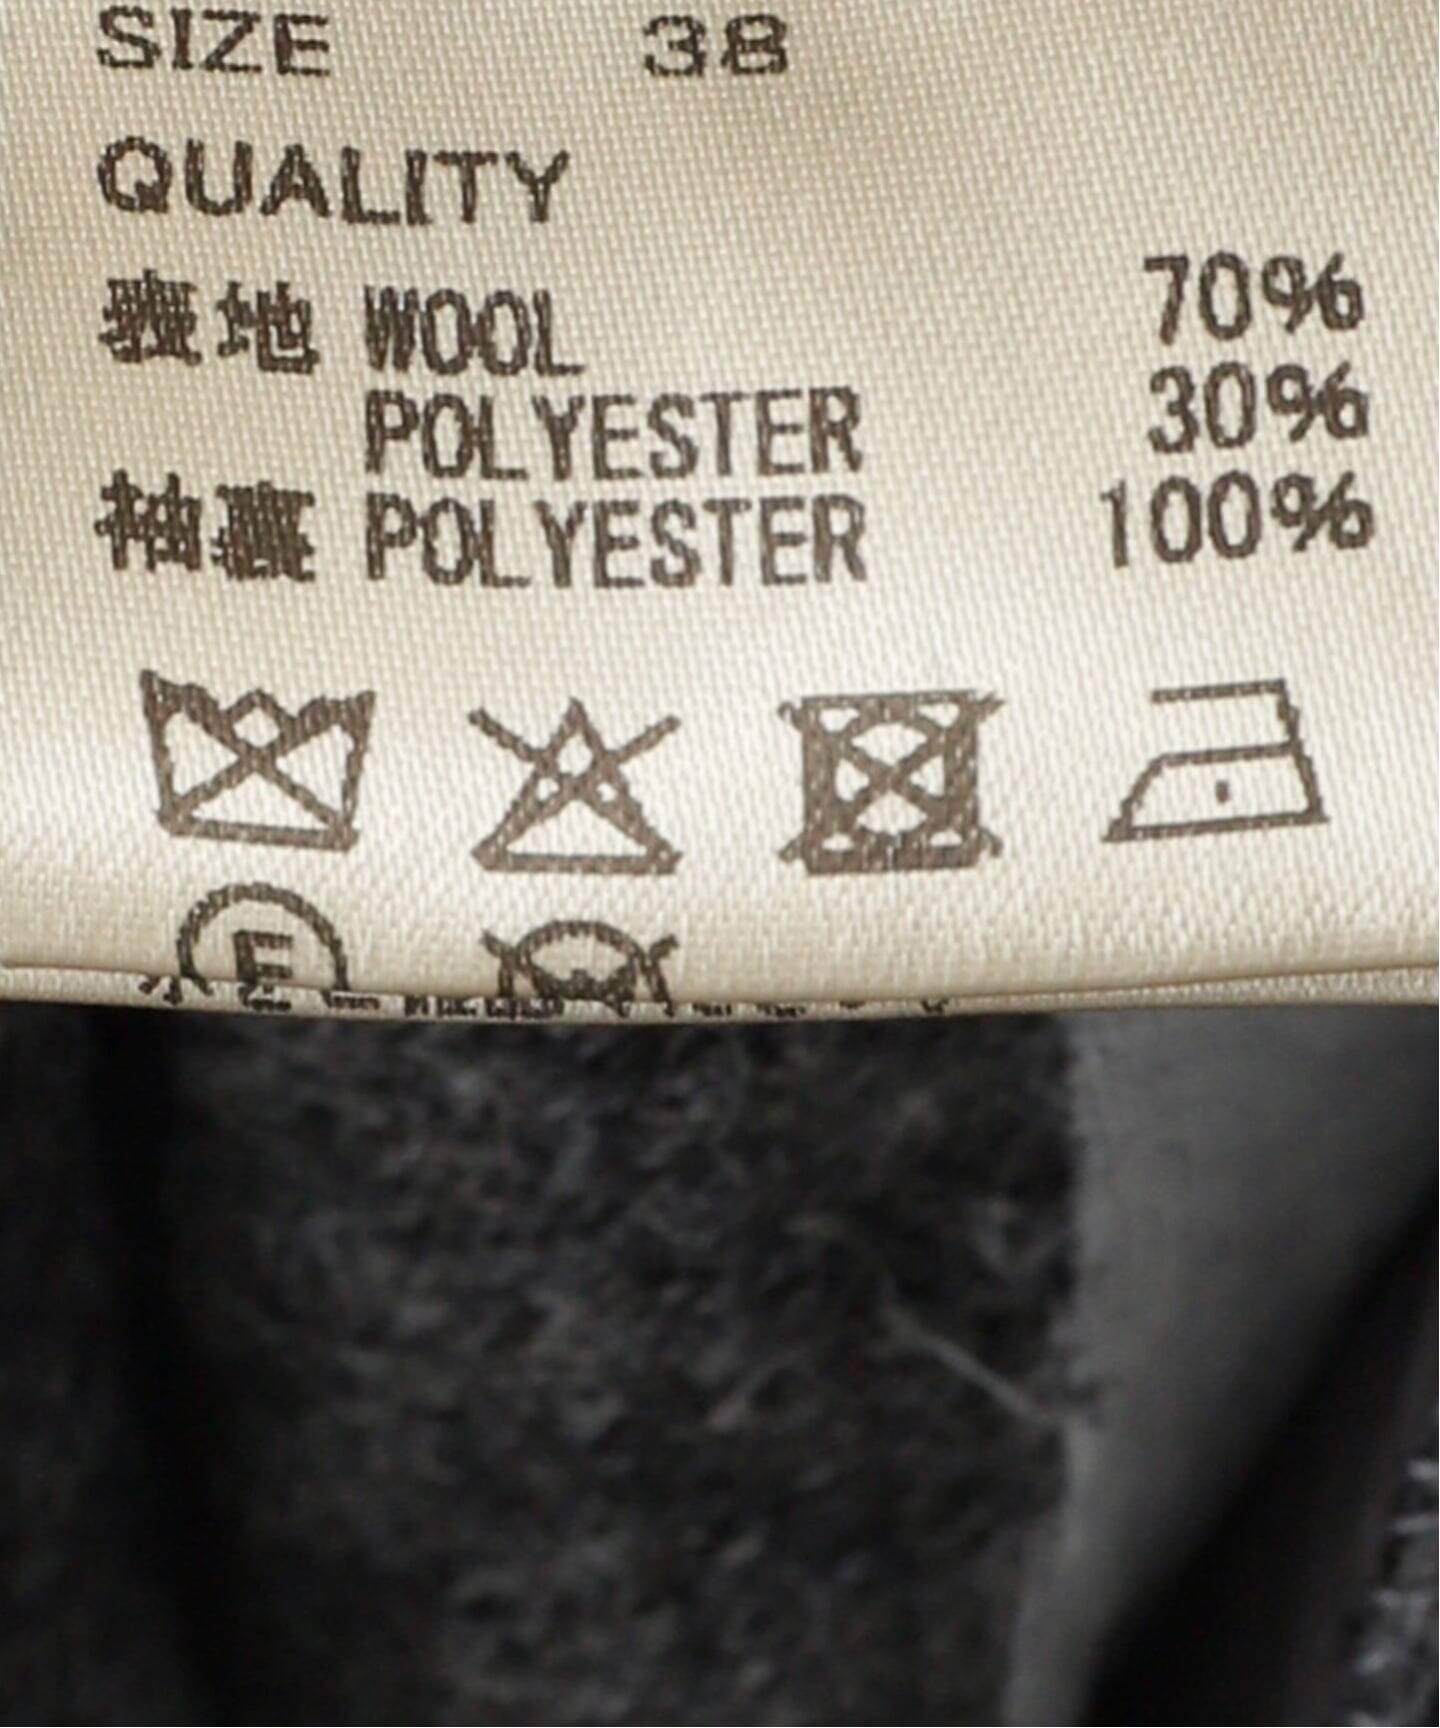 SIZE 38
QUALITY
表地 WOOL 70%
POLYESTER 30%
袖裏 POLYESTER 100%